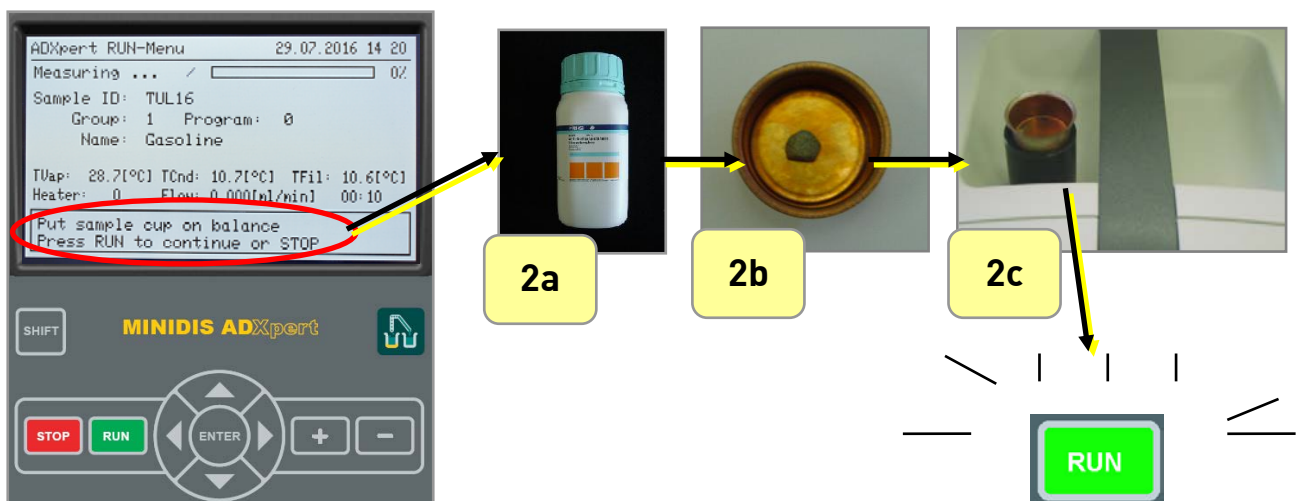 ADXpert RUN-Menu 29.07.2016 14 20
Measuring ... / 0%
Sample ID: TUL16
Group: 1 Program: 0
Name: Gasoline
TVap: 28.7[°C] TCnd: 10.7[°C] TFil: 10.6[°C]
Heater: 0 Flow: 0.000[ml/min] 00:10
Put sample cup on balance
Press RUN to continue or STOP
SHIFT
MINIDIS ADXpert
STOP
RUN
ENTER
+
-
2a
2b
2c
RUN